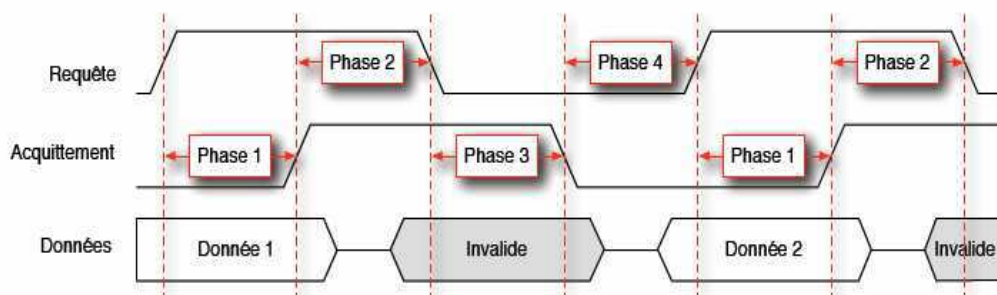 Requête
Phase 2
Phase 4
Phase 2
Acquittement
Phase 1
Phase 3
Phase 1
Données
Donnée 1
Invalide
Donnée 2
Invalide